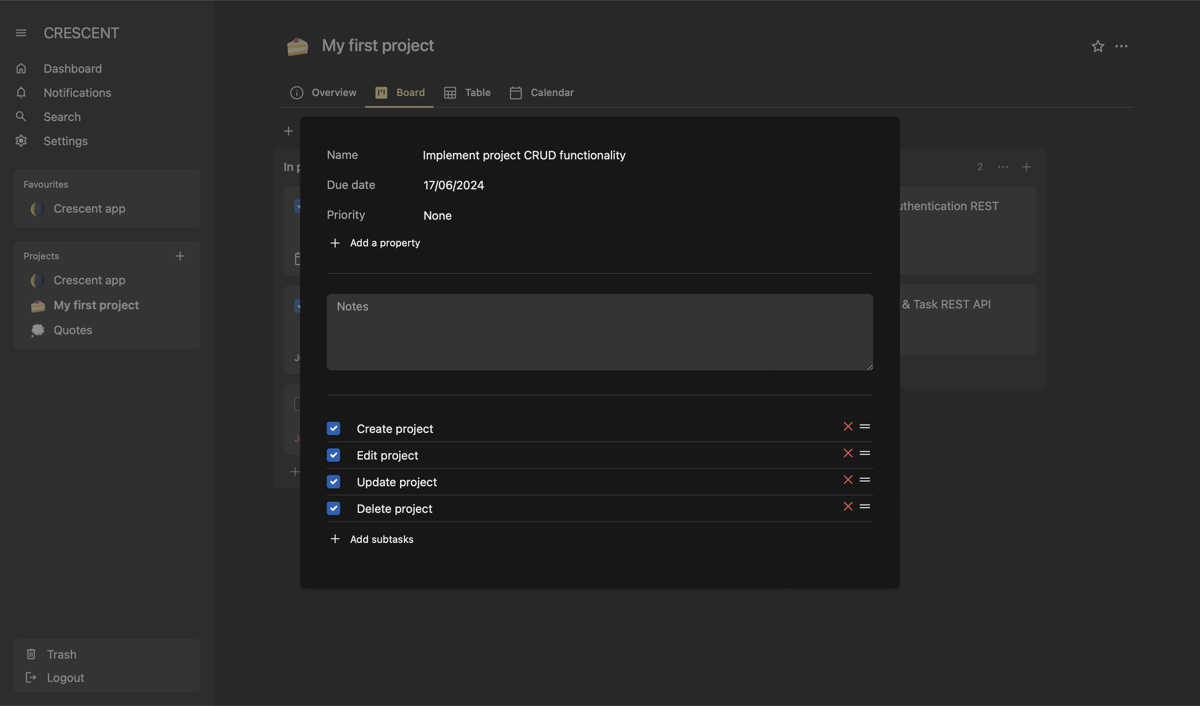 CRESCENT
Dashboard
Notifications
Search
Settings
Favourites
Crescent app
Projects
Crescent app
My first project
Quotes
Trash
Logout
My first project
Overview Board Table Calendar
In p
2
uthentication REST
& Task REST API
Name Implement project CRUD functionality
Due date 17/06/2024
Priority None
Add a property
Notes
Create project
Edit project
Update project
Delete project
Add subtasks